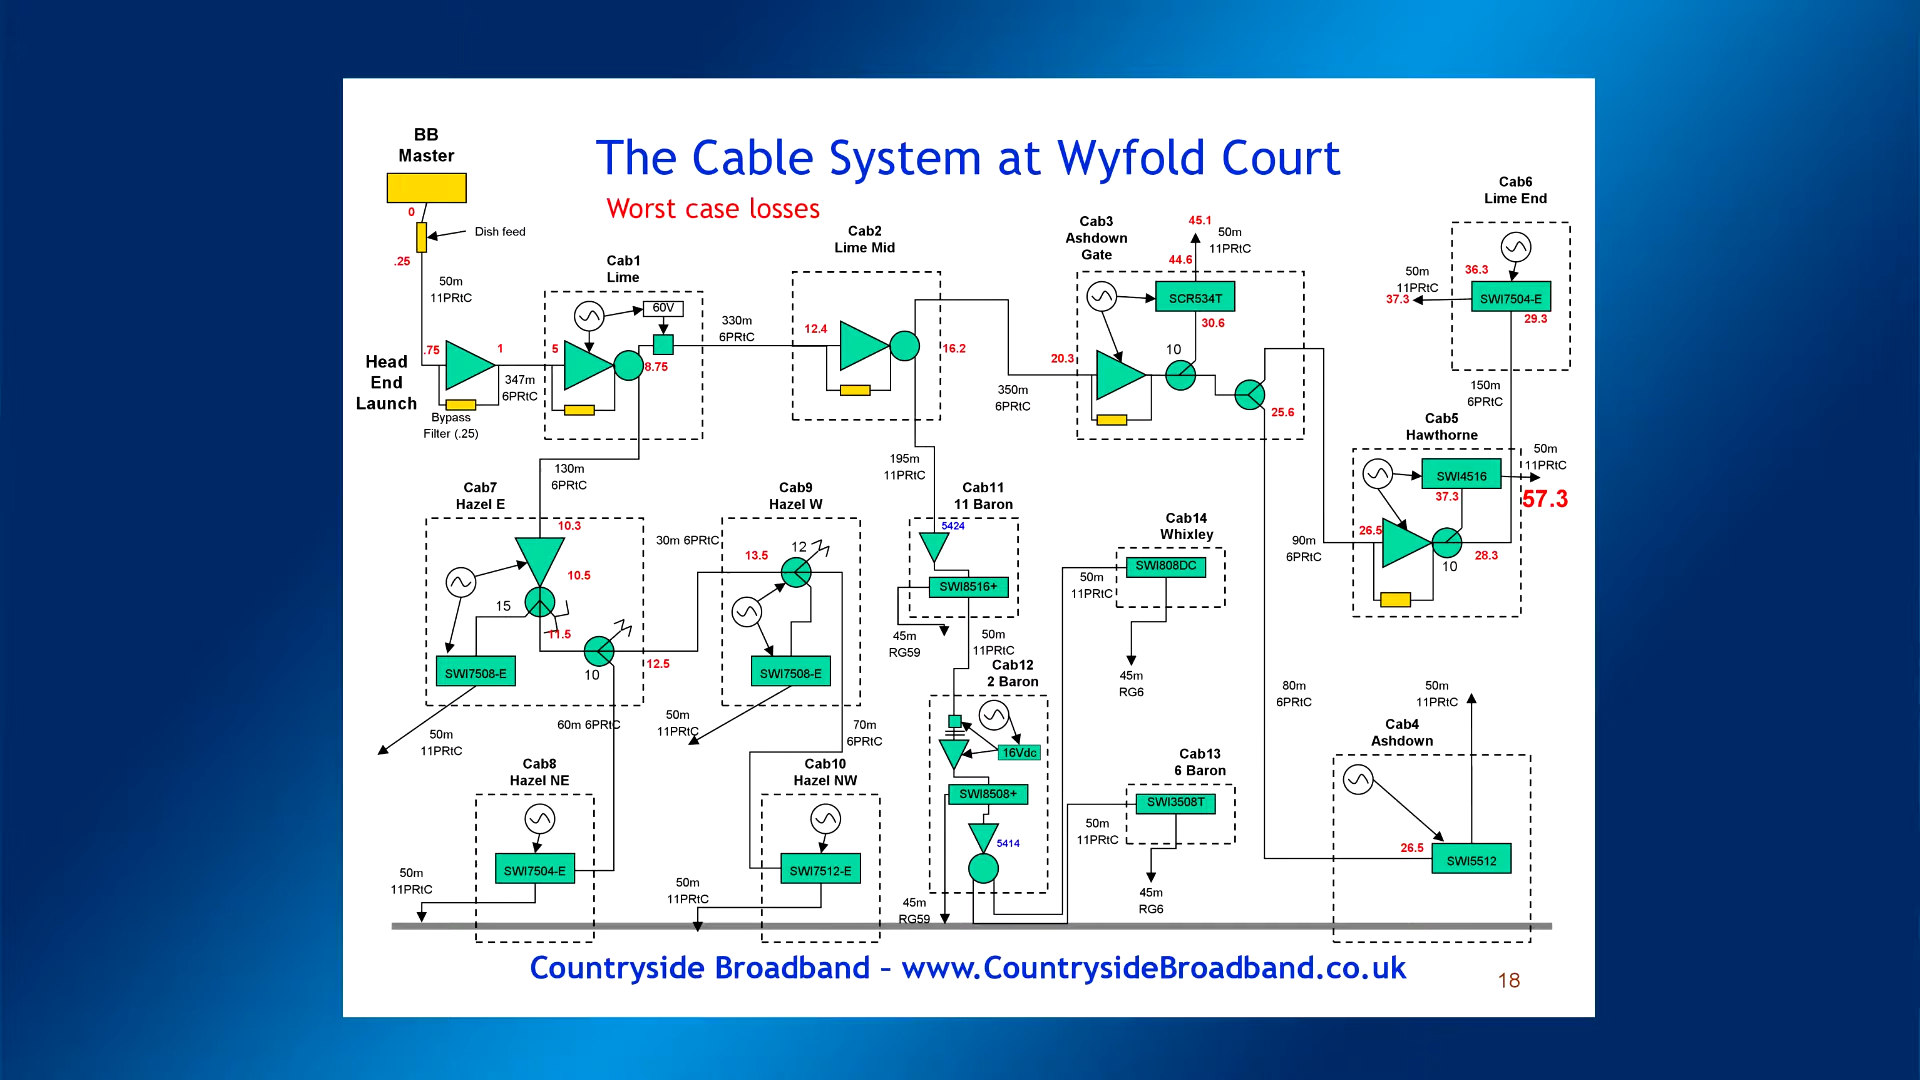 The Cable System at Wyfold Court
Worst case losses
BB
Master
0
Dish feed
.25
50m
11PRtC
Head
End
Launch
.75
1
347m
6PRtC
Bypass
Filter (.25)
Cab1
Lime
60V
5
8.75
330m
6PRtC
130m
6PRtC
Cab2
Lime Mid
12.4
16.2
350m
6PRtC
195m
11PRtC
Cab3
Ashdown
Gate
45.1
50m
11PRtC
44.6
SCR534T
30.6
10
20.3
25.6
Cab6
Lime End
36.3
50m
11PRtC
37.3
SWI7504-E
29.3
150m
6PRtC
Cab5
Hawthorne
50m
11PRtC
SWI4516
37.3
57.3
26.5
28.3
10
90m
6PRtC
Cab7
Hazel E
10.3
10.5
15
11.5
12.5
10
SWI7508-E
50m
11PRtC
60m 6PRtC
30m 6PRtC
Cab9
Hazel W
13.5
12
SWI7508-E
50m
11PRtC
70m
6PRtC
Cab11
11 Baron
5424
SWI8516+
45m
RG59
50m
11PRtC
Cab12
2 Baron
16Vdc
SWI8508+
5414
45m
RG59
Cab14
Whixley
SWI808DC
50m
11PRtC
45m
RG6
Cab13
6 Baron
SWI3508T
50m
11PRtC
45m
RG6
80m
6PRtC
50m
11PRtC
Cab4
Ashdown
26.5
SWI5512
Cab8
Hazel NE
SWI7504-E
50m
11PRtC
Cab10
Hazel NW
SWI7512-E
50m
11PRtC
Countryside Broadband – www.CountrysideBroadband.co.uk
18